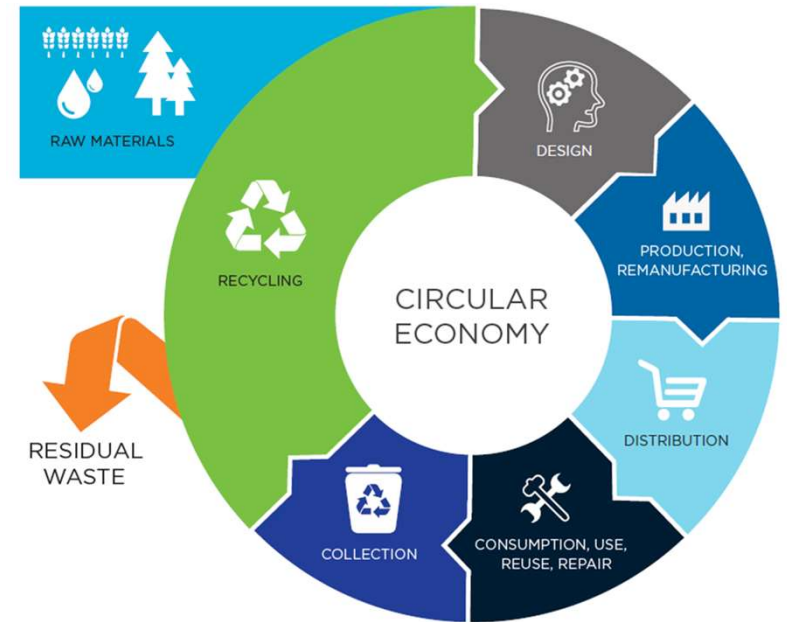 RAW MATERIALS
DESIGN
PRODUCTION,
REMANUFACTURING
RECYCLING
CIRCULAR
ECONOMY
DISTRIBUTION
RESIDUAL
WASTE
CONSUMPTION, USE,
REUSE, REPAIR
COLLECTION